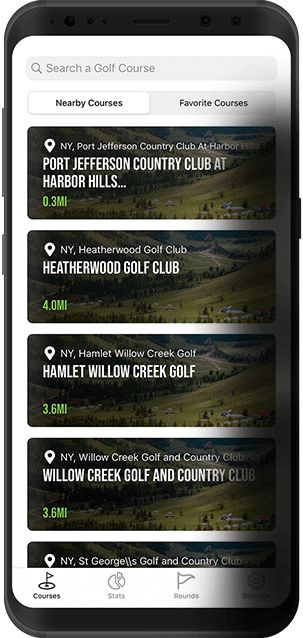 Search a Golf Course
Nearby Courses
Favorite Courses
NY, Port Jefferson Country Club At Harbor Hills
PORT JEFFERSON COUNTRY CLUB AT
HARBOR HILLS...
0.3MI
NY, Heatherwood Golf Club
HEATHERWOOD GOLF CLUB
4.0MI
NY, Hamlet Willow Creek Golf
HAMLET WILLOW CREEK GOLF
3.6MI
NY, Willow Creek Golf and Country Club
WILLOW CREEK GOLF AND COUNTRY CLUB
3.6MI
NY, St George\\s Golf and Country Club
Courses
Stats
Rounds
Settings